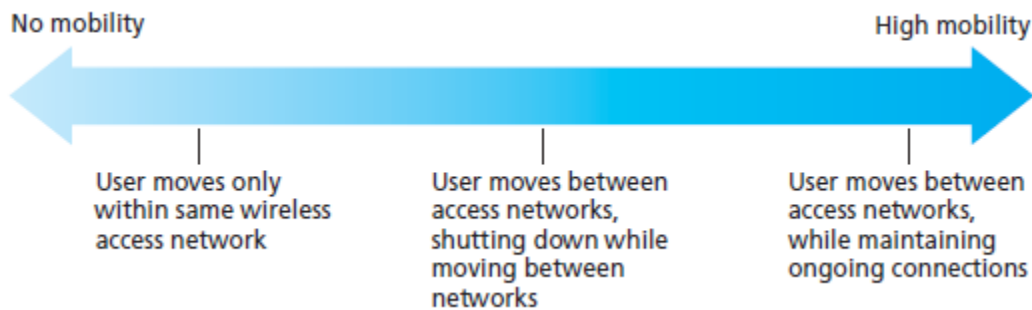 No mobility
High mobility
User moves only
within same wireless
access network
User moves between
access networks,
shutting down while
moving between
networks
User moves between
access networks,
while maintaining
ongoing connections